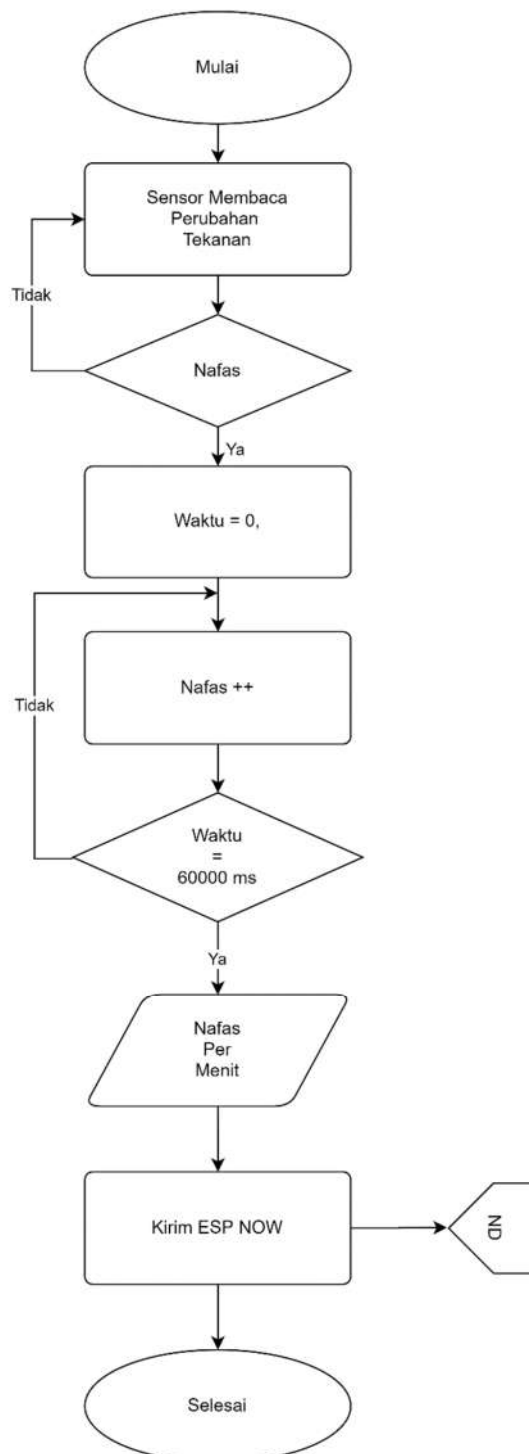 Mulai
Sensor Membaca
Perubahan
Tekanan
Tidak
Nafas
Ya
Waktu = 0,
Nafas ++
Tidak
Waktu
=
60000 ms
Ya
Nafas
Per
Menit
Kirim ESP NOW
ND
Selesai